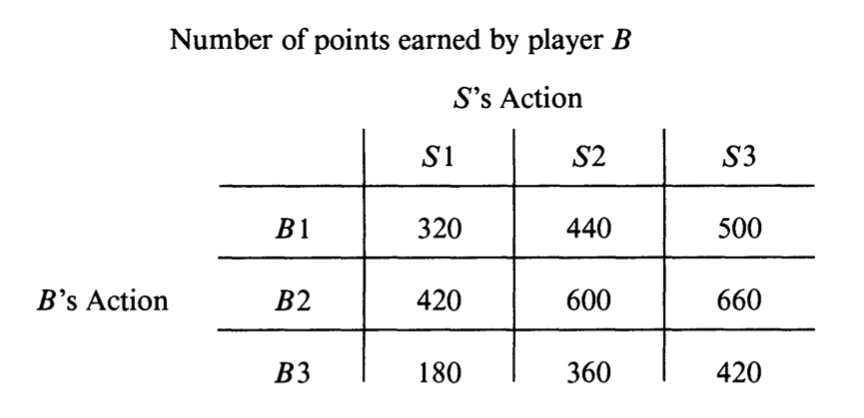 Number of points earned by player B
S's Action
S1 S2 S3
B1 320 440 500
B's Action B2 420 600 660
B3 180 360 420